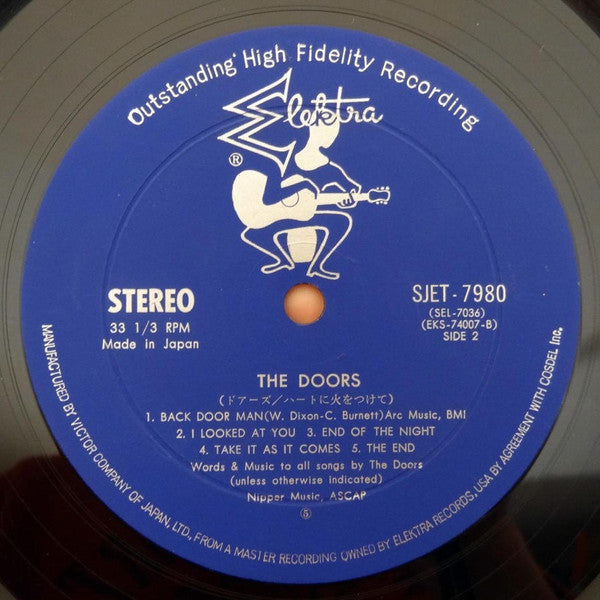 Outstanding High Fidelity Recording
Elektra
®
STEREO
33 1/3 RPM
Made in Japan
SJET-7980
(SEL-7036)
(EKS-74007-B)
SIDE 2
THE DOORS
(ドアーズ/ハートに火をつけて)
1. BACK DOOR MAN(W. Dixon-C. Burnett)Arc Music, BMI
2. I LOOKED AT YOU 3. END OF THE NIGHT
4. TAKE IT AS IT COMES 5. THE END
Words & Music to all songs by The Doors
(unless otherwise indicated)
Nipper Music, ASCAP
⑤
MANUFACTURED BY VICTOR COMPANY OF JAPAN, LTD, FROM A MASTER RECORDING OWNED BY ELEKTRA RECORDS, USA BY AGREEMENT WITH COSDEL Inc.